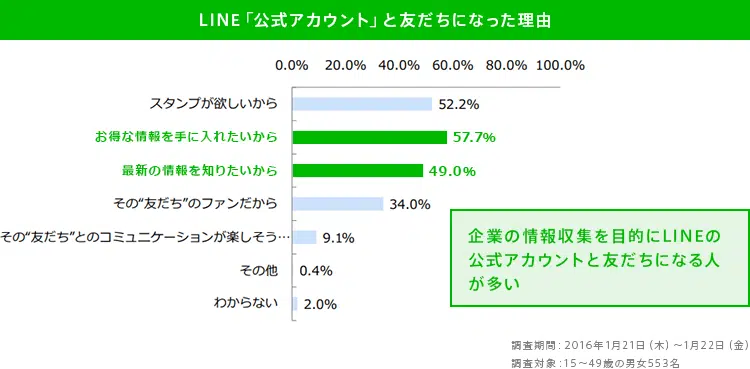 LINE「公式アカウント」と友だちになった理由
0.0% 20.0% 40.0% 60.0% 80.0% 100.0%
スタンプが欲しいから 52.2%
お得な情報を手に入れたいから 57.7%
最新の情報を知りたいから 49.0%
その“友だち”のファンだから 34.0%
その“友だち”とのコミュニケーションが楽しそう… 9.1%
その他 0.4%
わからない 2.0%
企業の情報収集を目的にLINEの
公式アカウントと友だちになる人
が多い
調査期間：2016年1月21日（木）～1月22日（金）
調査対象：15～49歳の男女553名